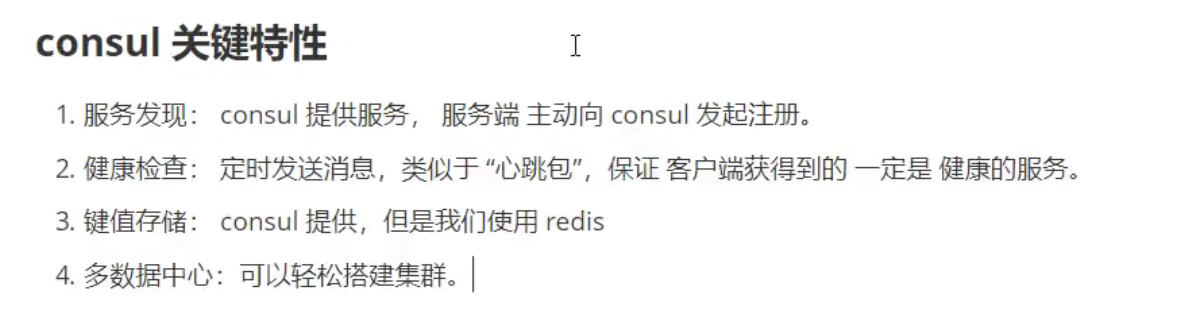 consul 关键特性
1. 服务发现： consul 提供服务， 服务端 主动向 consul 发起注册。
2. 健康检查： 定时发送消息，类似于 “心跳包”，保证 客户端获得到的 一定是 健康的服务。
3. 键值存储： consul 提供，但是我们使用 redis
4. 多数据中心：可以轻松搭建集群。